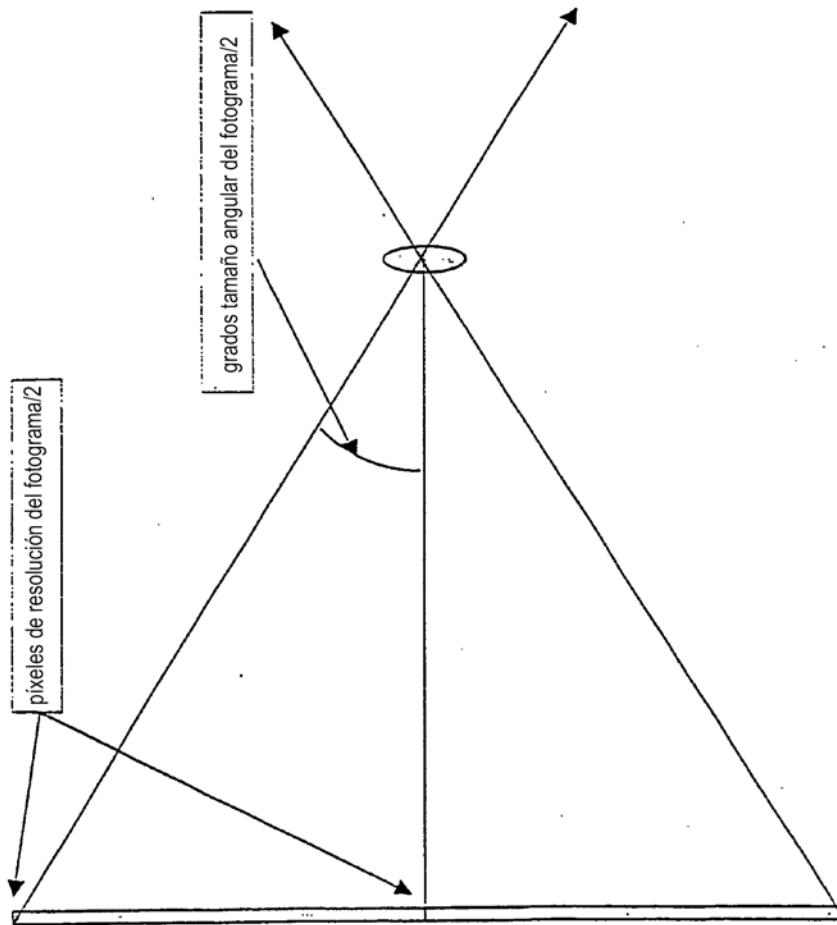 píxeles de resolución del fotograma/2
grados tamaño angular del fotograma/2